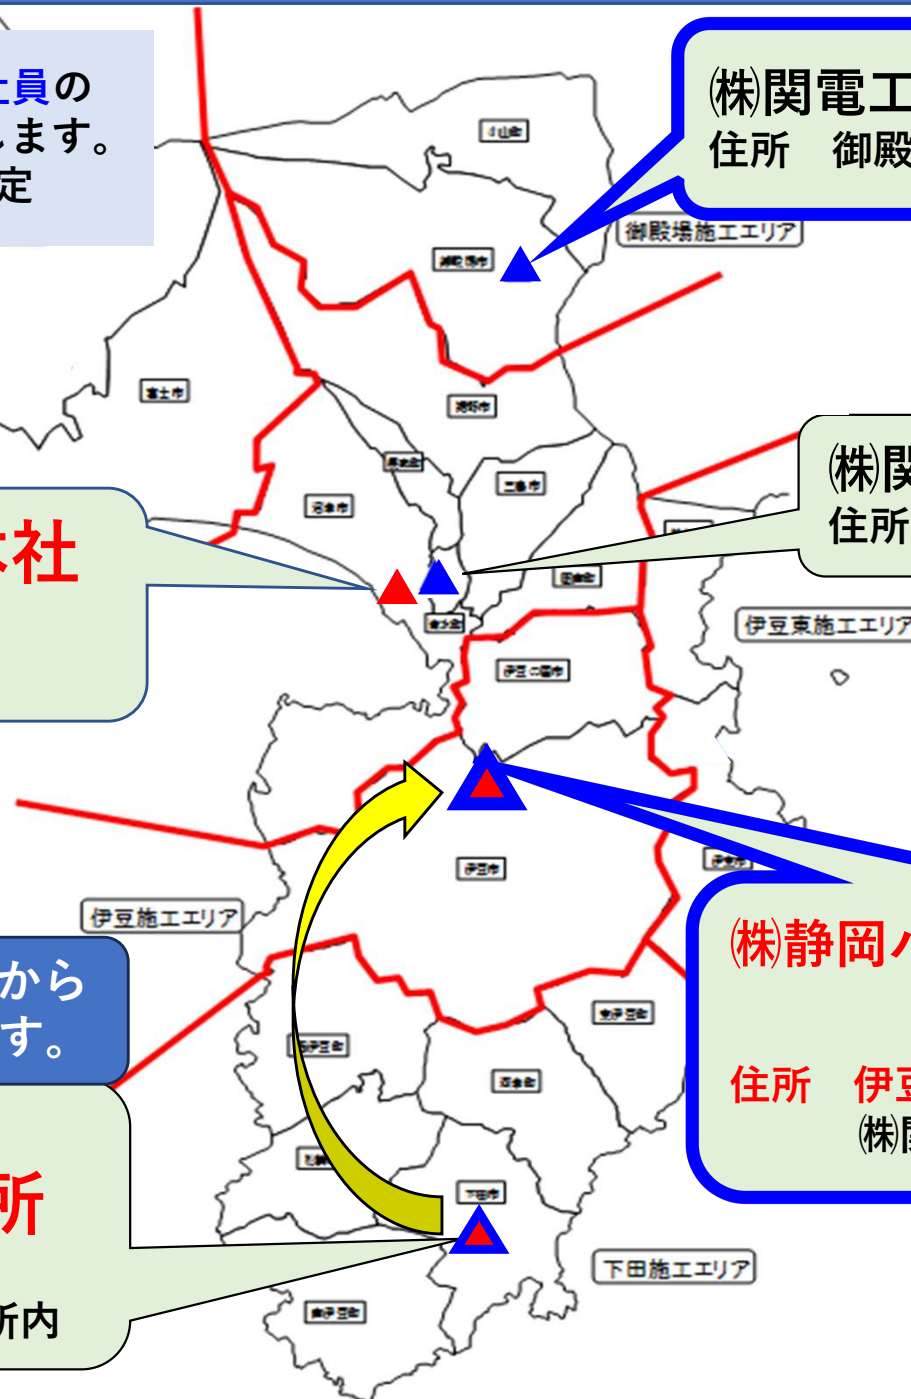 社員の
します。
定
㈱関電工
住所　御殿
小山町
御殿場施工エリア
御殿場市
富士市
裾野市
長泉町
三島市
沼津市
㈱関
住所
本社
函南町
清水町
伊豆東施工エリア
伊豆の国市
伊東市
伊豆市
伊豆施工エリア
㈱静岡ハ
住所　伊豆
㈱関
から
す。
東伊豆町
西伊豆町
河津町
所
下田市
下田施工エリア
所内
南伊豆町